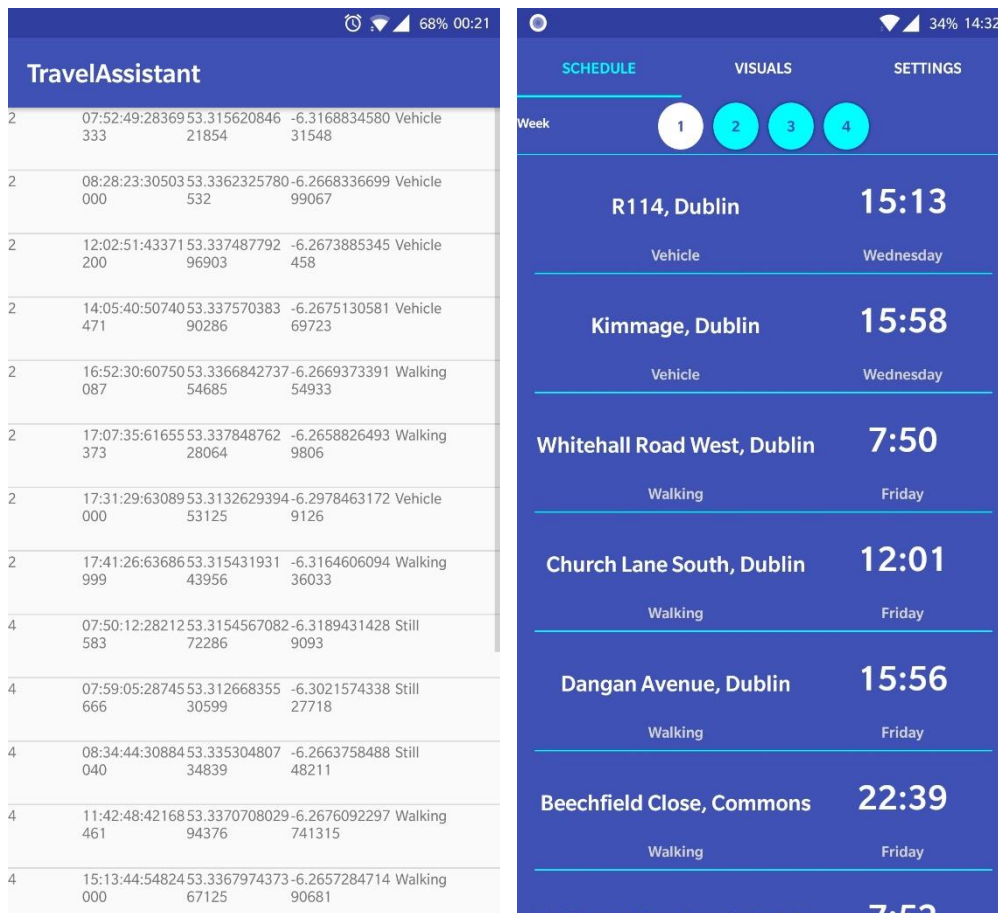 68% 00:21
TravelAssistant
2 07:52:49:28369 53.315620846 -6.3168834580 Vehicle
333 21854 31548
2 08:28:23:30503 53.3362325780 -6.2668336699 Vehicle
000 532 99067
2 12:02:51:43371 53.337487792 -6.2673885345 Vehicle
200 96903 458
2 14:05:40:50740 53.337570383 -6.2675130581 Vehicle
471 90286 69723
2 16:52:30:60750 53.3366842737 -6.2669373391 Walking
087 54685 54933
2 17:07:35:61655 53.337848762 -6.2658826493 Walking
373 28064 9806
2 17:31:29:63089 53.3132629394 -6.2978463172 Vehicle
000 53125 9126
2 17:41:26:63686 53.315431931 -6.3164606094 Walking
999 43956 36033
4 07:50:12:28212 53.3154567082 -6.3189431428 Still
583 72286 9093
4 07:59:05:28745 53.312668355 -6.3021574338 Still
666 30599 27718
4 08:34:44:30884 53.335304807 -6.2663758488 Still
040 34839 48211
4 11:42:48:42168 53.3370708029 -6.2676092297 Walking
461 94376 741315
4 15:13:44:54824 53.3367974373 -6.2657284714 Walking
000 67125 90681
34% 14:32
SCHEDULE VISUALS SETTINGS
Week 1 2 3 4
R114, Dublin 15:13
Vehicle Wednesday
Kimmage, Dublin 15:58
Vehicle Wednesday
Whitehall Road West, Dublin 7:50
Walking Friday
Church Lane South, Dublin 12:01
Walking Friday
Dangan Avenue, Dublin 15:56
Walking Friday
Beechfield Close, Commons 22:39
Walking Friday